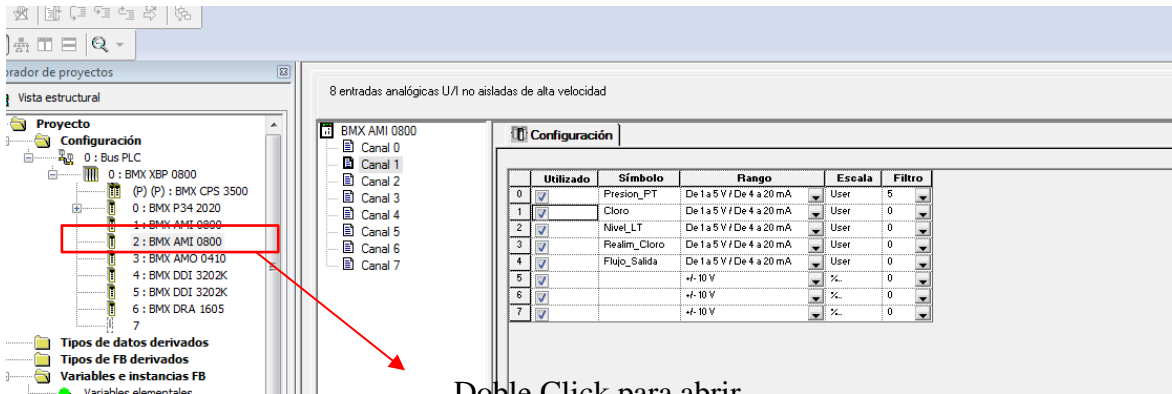 orador de proyectos
Vista estructural
Proyecto
Configuración
0 : Bus PLC
0 : BMX XBP 0800
(P) (P) : BMX CPS 3500
0 : BMX P34 2020
1 : BMX AMI 0800
2 : BMX AMI 0800
3 : BMX AMO 0410
4 : BMX DDI 3202K
5 : BMX DDI 3202K
6 : BMX DRA 1605
7
Tipos de datos derivados
Tipos de FB derivados
Variables e instancias FB
Variables elementales
8 entradas analógicas U/I no aisladas de alta velocidad
BMX AMI 0800
Canal 0
Canal 1
Canal 2
Canal 3
Canal 4
Canal 5
Canal 6
Canal 7
Configuración
Utilizado Símbolo Rango Escala Filtro
0 Presion_PT De 1 a 5 V / De 4 a 20 mA User 5
1 Cloro De 1 a 5 V / De 4 a 20 mA User 0
2 Nivel_LT De 1 a 5 V / De 4 a 20 mA User 0
3 Realim_Cloro De 1 a 5 V / De 4 a 20 mA User 0
4 Flujo_Salida De 1 a 5 V / De 4 a 20 mA User 0
5 +/- 10 V %.. 0
6 +/- 10 V %.. 0
7 +/- 10 V %.. 0
Doble Click para abrir